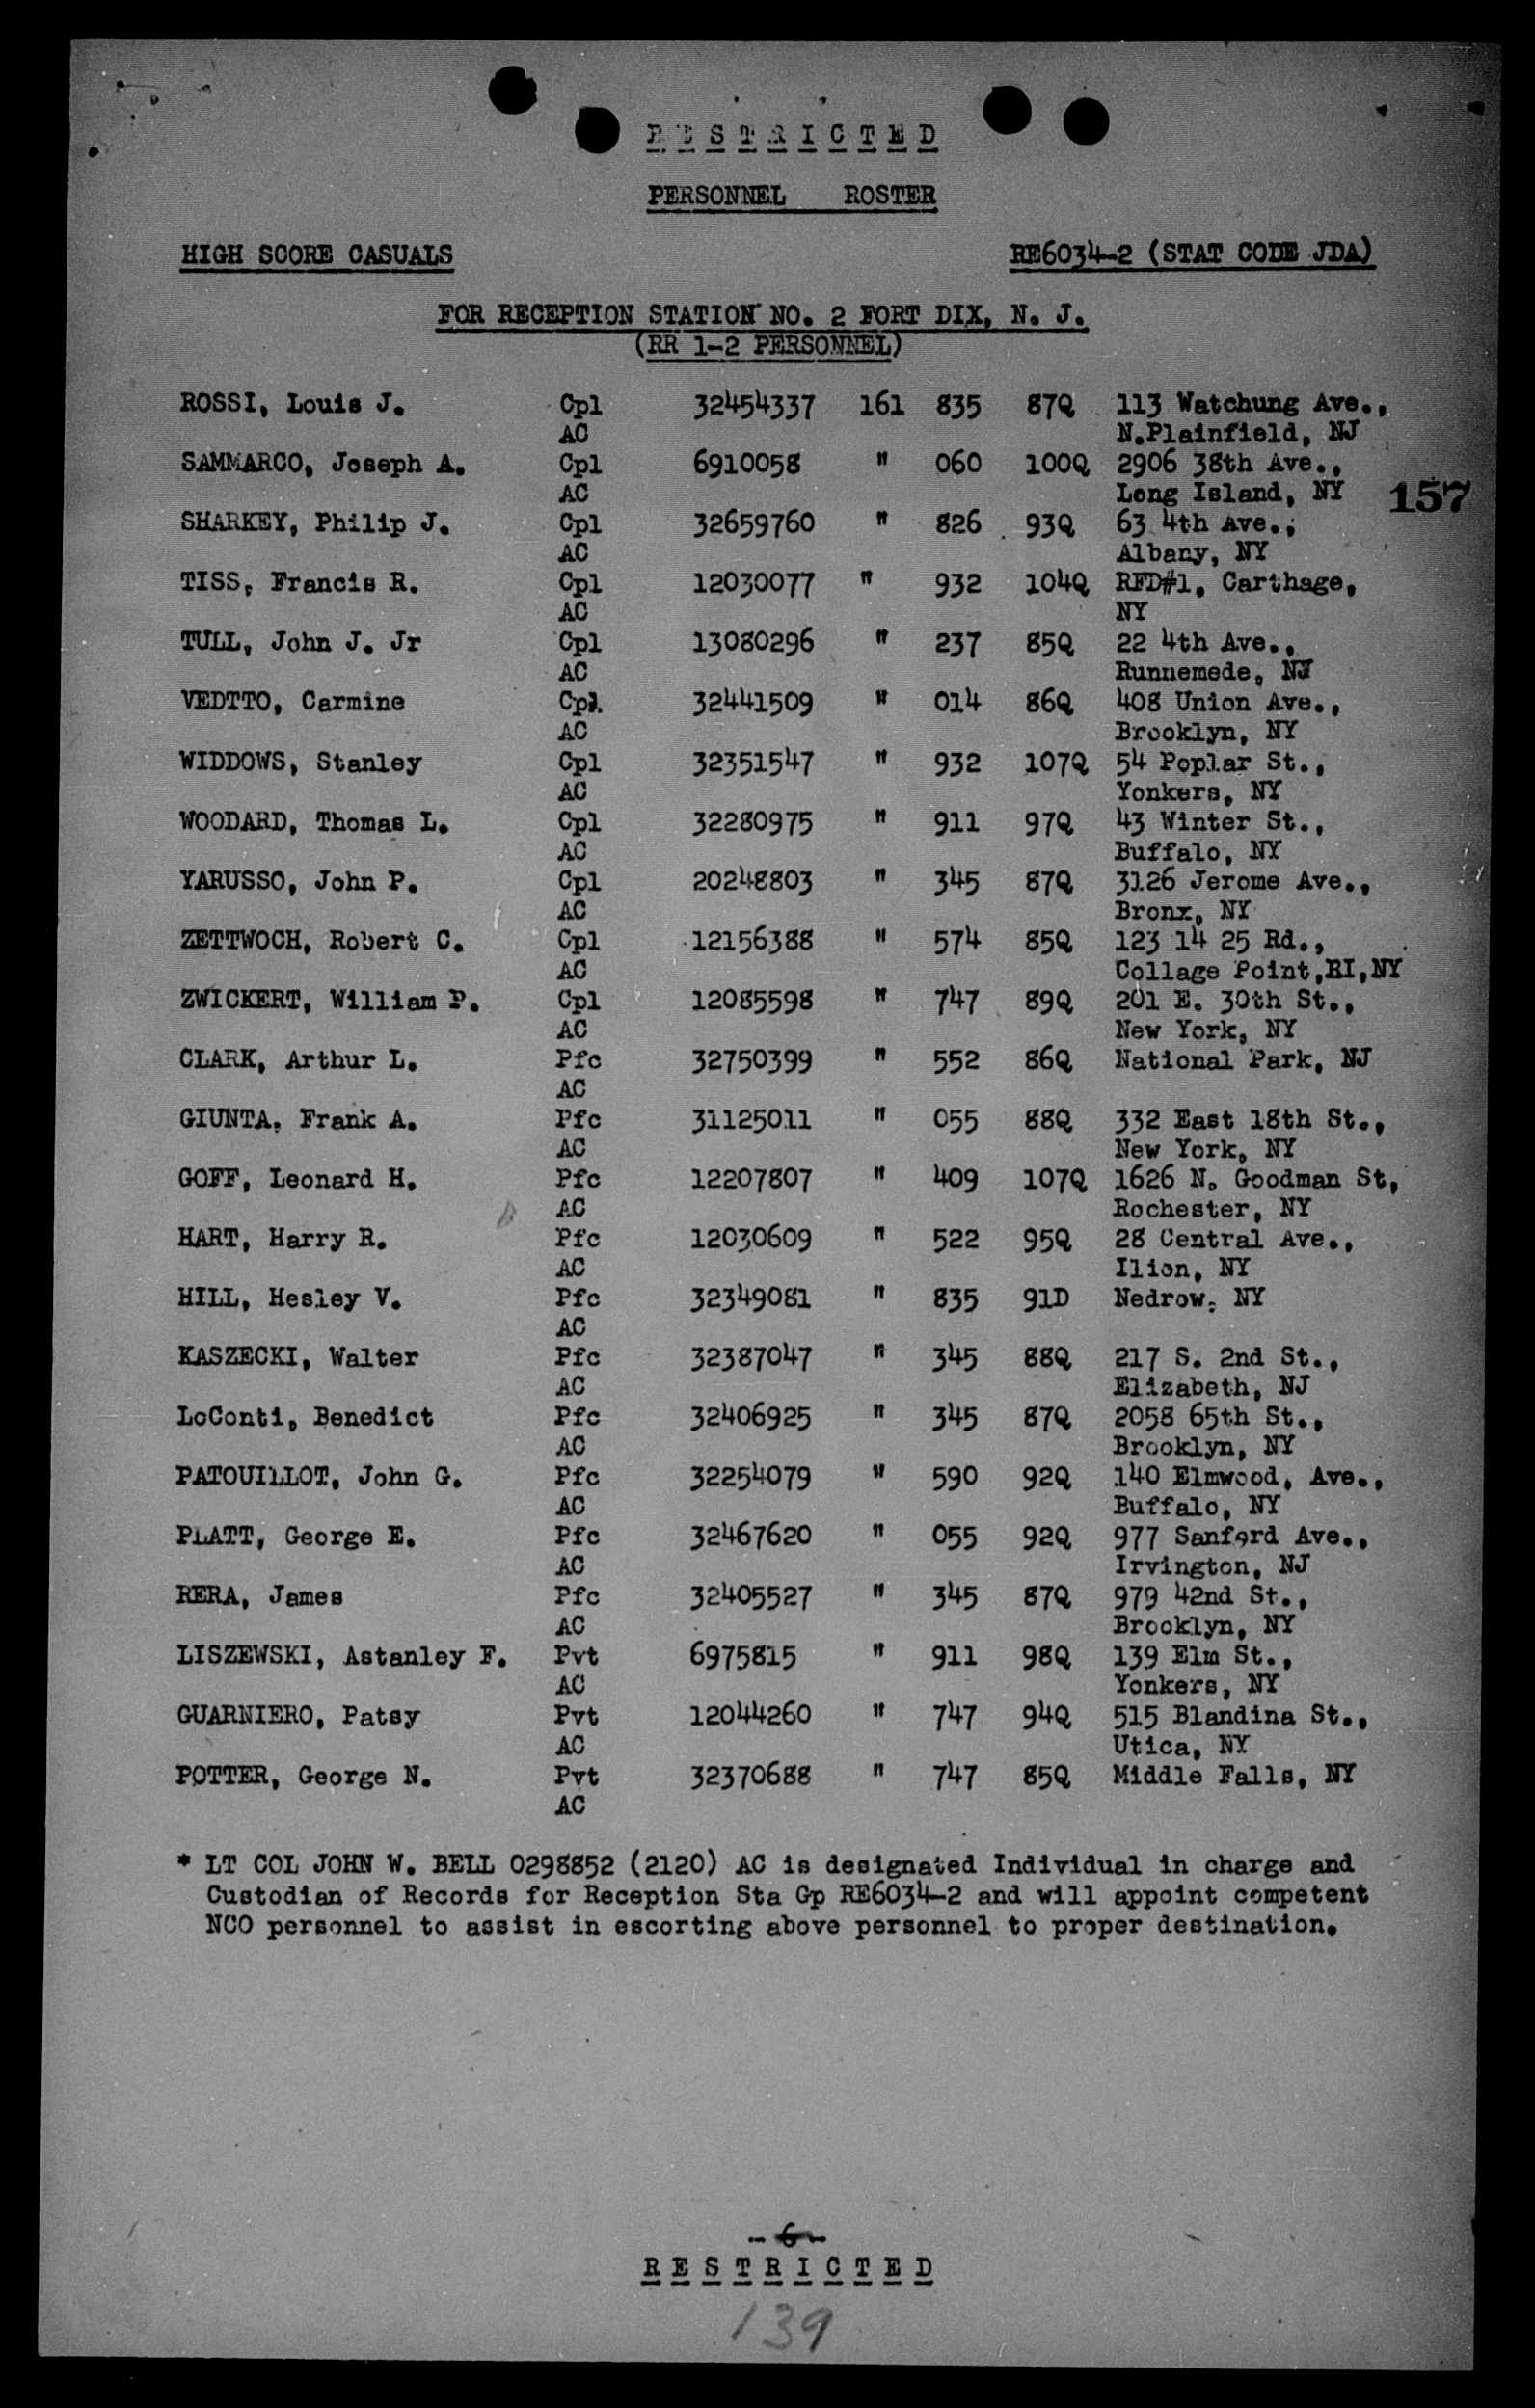 RESTRICTED
PERSONNEL ROSTER
HIGH SCORE CASUALS RE6034-2 (STAT CODE JDA)
FOR RECEPTION STATION NO. 2 FORT DIX, N. J.
(RR 1-2 PERSONNEL)
ROSSI, Louis J. Cpl 32454337 161 835 87Q 113 Watchung Ave.,
AC N.Plainfield, NJ
SAMMARCO, Joseph A. Cpl 6910058 " 060 100Q 2906 38th Ave.,
AC Long Island, NY
157
SHARKEY, Philip J. Cpl 32659760 " 826 93Q 63 4th Ave.,
AC Albany, NY
TISS, Francis R. Cpl 12030077 " 932 104Q RFD#1, Carthage,
AC NY
TULL, John J. Jr Cpl 13080296 " 237 85Q 22 4th Ave.,
AC Runnemede, NJ
VEDTTO, Carmine Cpl. 32441509 " 014 86Q 408 Union Ave.,
AC Brooklyn, NY
WIDDOWS, Stanley Cpl 32351547 " 932 107Q 54 Poplar St.,
AC Yonkers, NY
WOODARD, Thomas L. Cpl 32280975 " 911 97Q 43 Winter St.,
AC Buffalo, NY
YARUSSO, John P. Cpl 20248803 " 345 87Q 3126 Jerome Ave.,
AC Bronx, NY
ZETTWOCH, Robert C. Cpl 12156388 " 574 85Q 123 14 25 Rd.,
AC Collage Point,RI,NY
ZWICKERT, William P. Cpl 12085598 " 747 89Q 201 E. 30th St.,
AC New York, NY
CLARK, Arthur L. Pfc 32750399 " 552 86Q National Park, NJ
AC
GIUNTA, Frank A. Pfc 31125011 " 055 88Q 332 East 18th St.,
AC New York, NY
GOFF, Leonard H. Pfc 12207807 " 409 107Q 1626 N. Goodman St,
AC Rochester, NY
HART, Harry R. Pfc 12030609 " 522 95Q 28 Central Ave.,
AC Ilion, NY
HILL, Hesley V. Pfc 32349081 " 835 91D Nedrow, NY
AC
KASZECKI, Walter Pfc 32387047 " 345 88Q 217 S. 2nd St.,
AC Elizabeth, NJ
LoConti, Benedict Pfc 32406925 " 345 87Q 2058 65th St.,
AC Brooklyn, NY
PATOUILLOT, John G. Pfc 32254079 " 590 92Q 140 Elmwood, Ave.,
AC Buffalo, NY
PLATT, George E. Pfc 32467620 " 055 92Q 977 Sanford Ave.,
AC Irvington, NJ
RERA, James Pfc 32405527 " 345 87Q 979 42nd St.,
AC Brooklyn, NY
LISZEWSKI, Astanley F. Pvt 6975815 " 911 98Q 139 Elm St.,
AC Yonkers, NY
GUARNIERO, Patsy Pvt 12044260 " 747 94Q 515 Blandina St.,
AC Utica, NY
POTTER, George N. Pvt 32370688 " 747 85Q Middle Falls, NY
AC
* LT COL JOHN W. BELL 0298852 (2120) AC is designated Individual in charge and
Custodian of Records for Reception Sta Gp RE6034-2 and will appoint competent
NCO personnel to assist in escorting above personnel to proper destination.
- 6 -
RESTRICTED
139